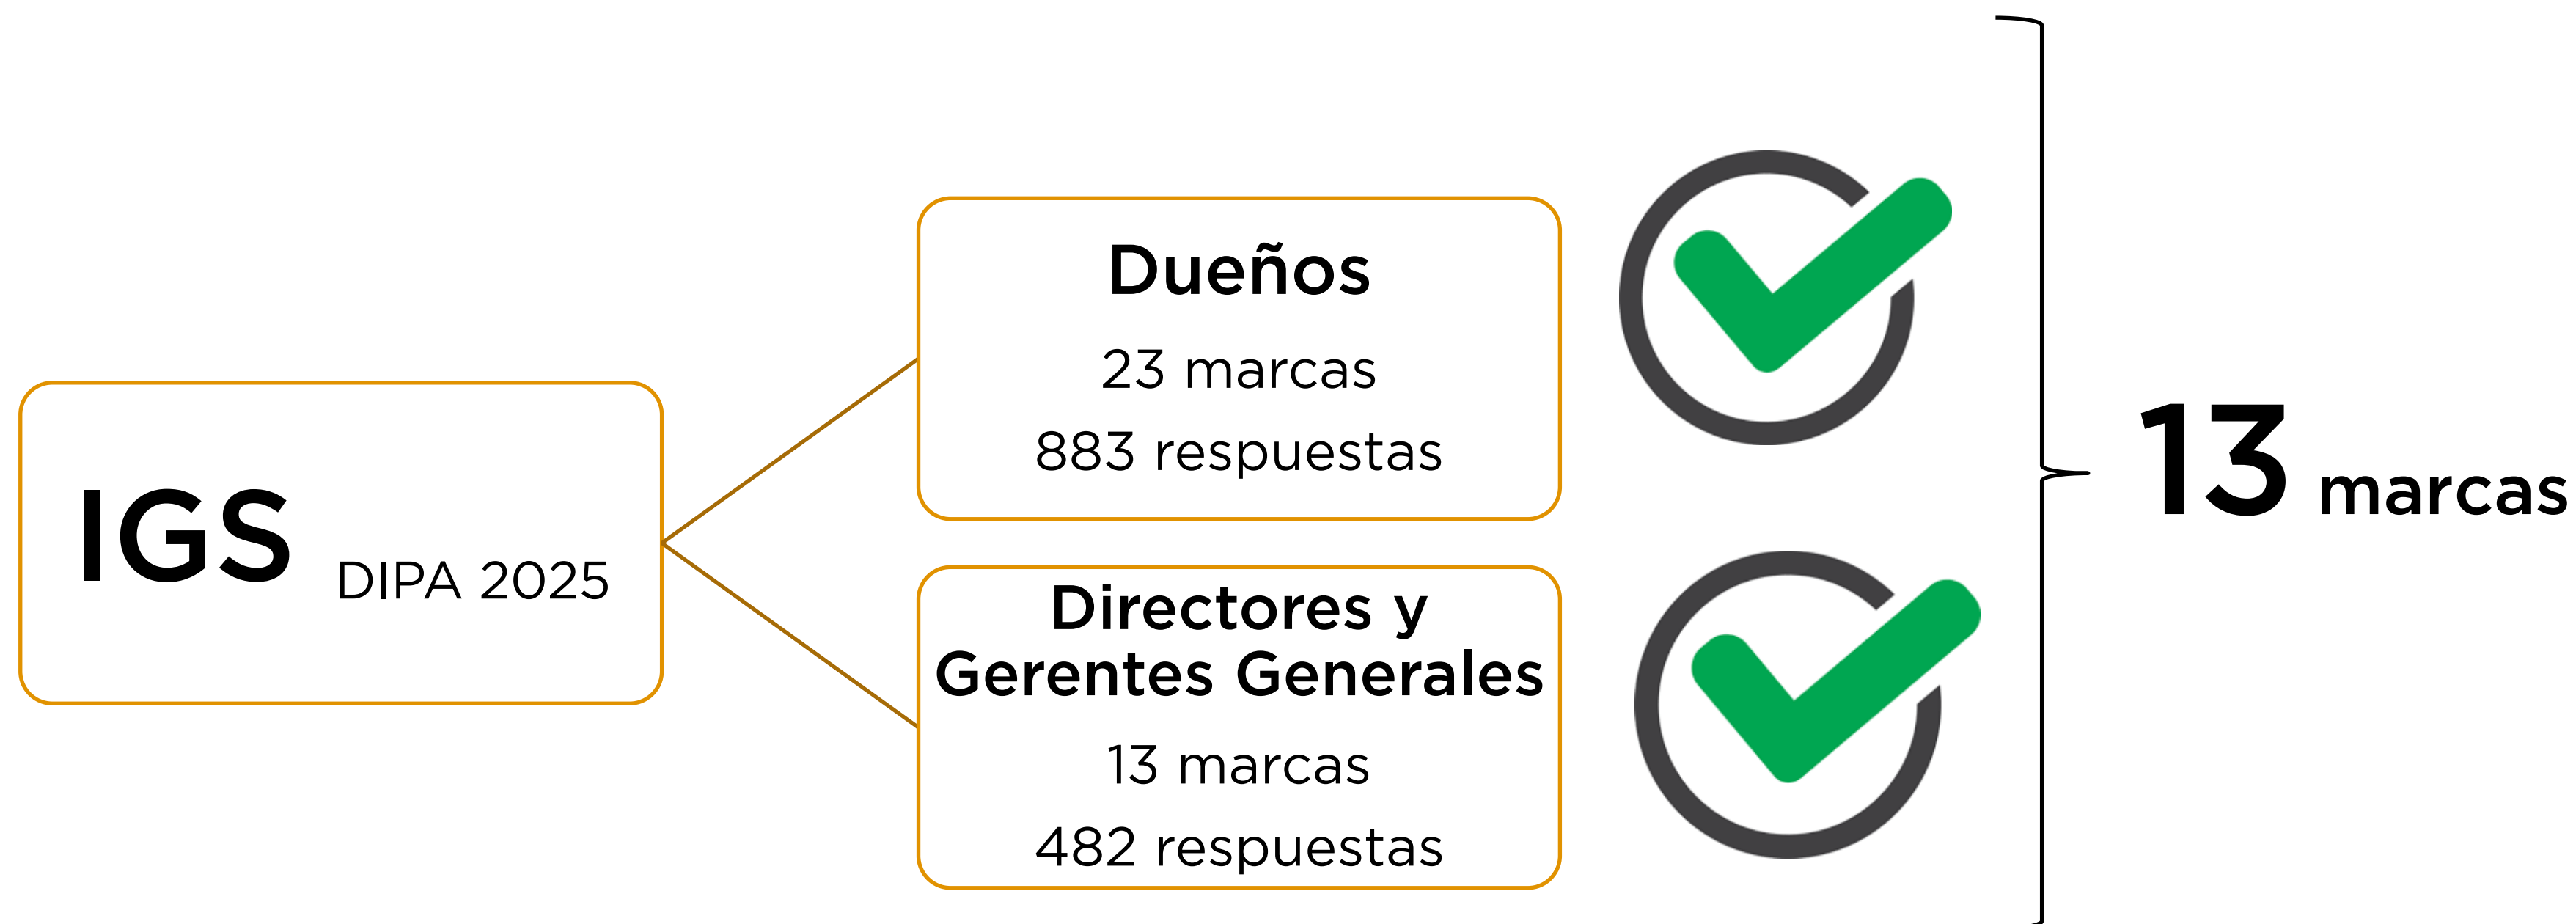 IGS DIPA 2025
Dueños
23 marcas
883 respuestas
Directores y
Gerentes Generales
13 marcas
482 respuestas
13 marcas